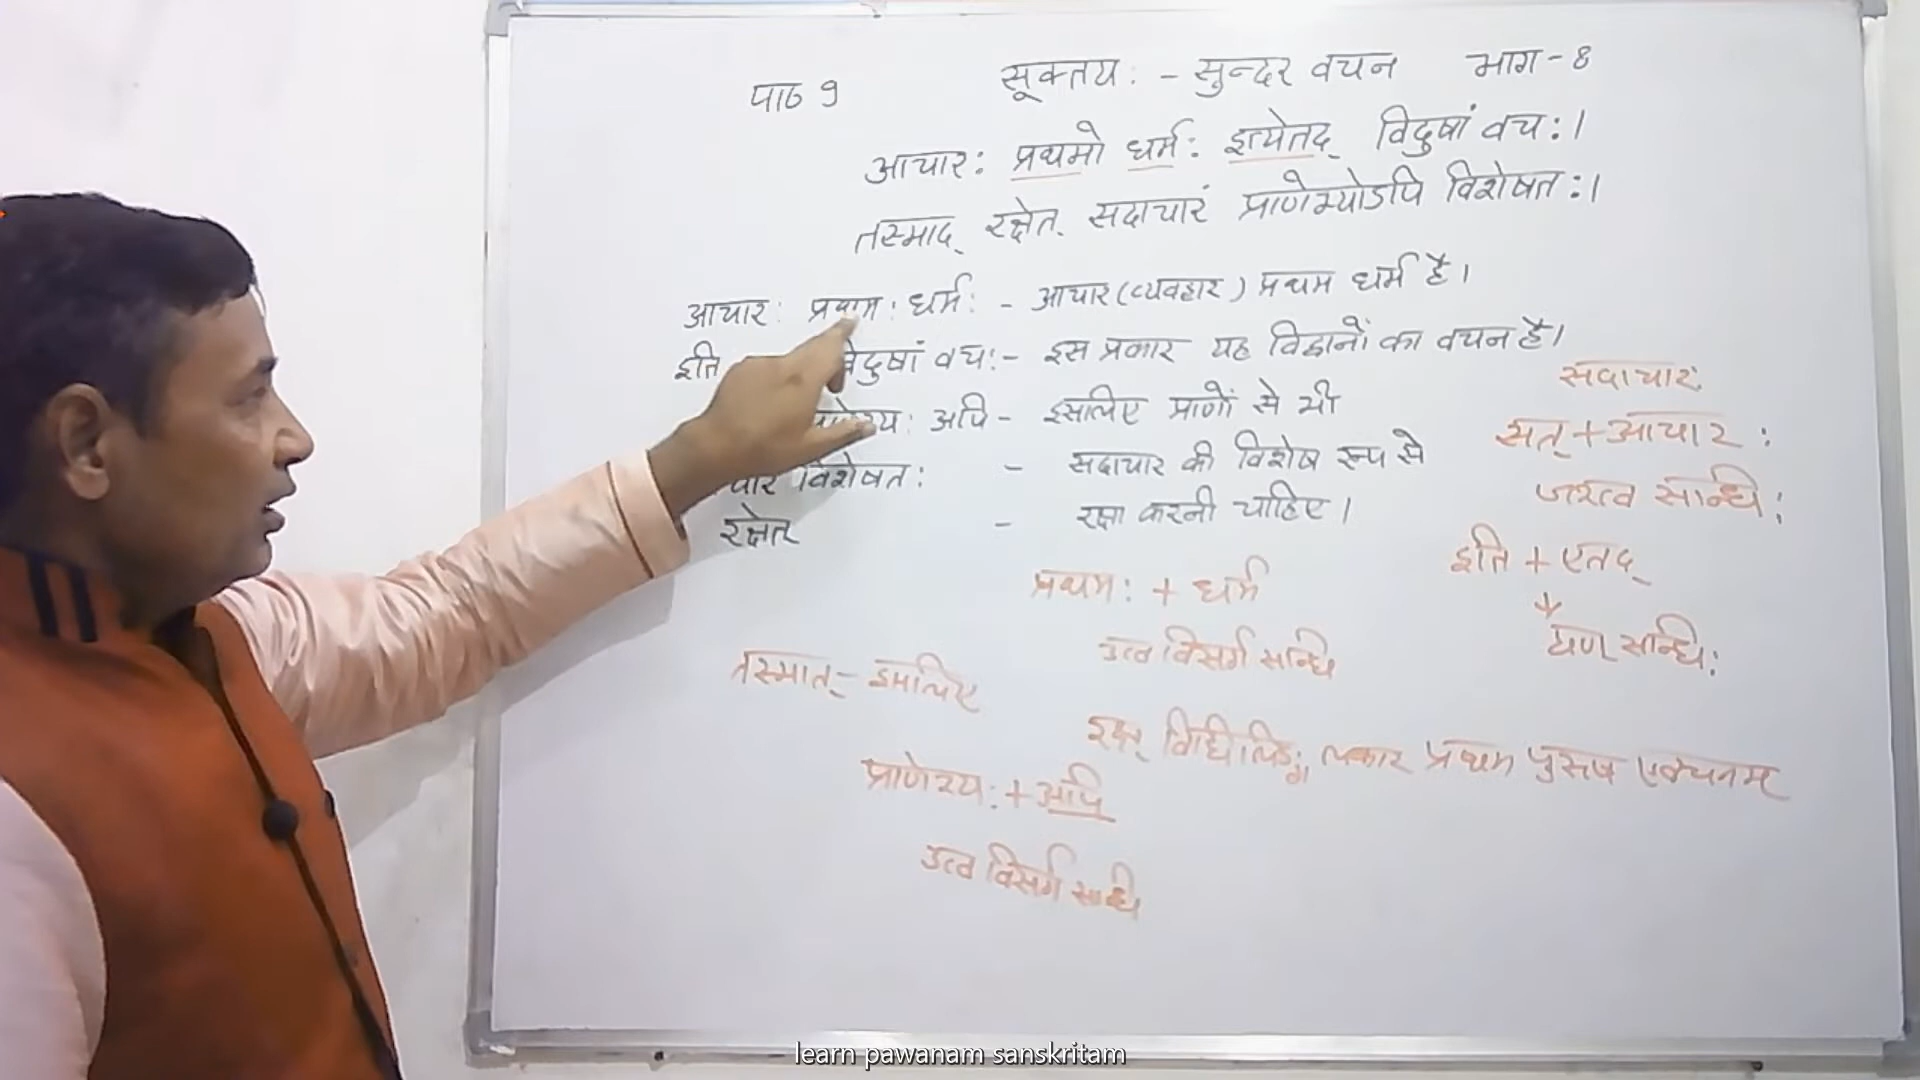 पाठ 9 सूक्तयः - सुन्दर वचन भाग-8
आचारः प्रथमो धर्मः इत्येतद् विदुषां वचः।
तस्माद् रक्षेत् सदाचारं प्राणेभ्योऽपि विशेषतः।
आचारः प्रथमः धर्मः - आचार (व्यवहार) प्रथम धर्म है।
इति विदुषां वचः - इस प्रकार यह विद्वानों का वचन है।
अपि - इसलिए प्राणों से भी
विशेषतः - सदाचार की विशेष रूप से
रक्षेत् - रक्षा करनी चाहिए।
सदाचारः
सत् + आचारः
जश्त्व सन्धिः
इति + एतद्
यण् सन्धिः
प्रथमः + धर्म
उत्व विसर्ग सन्धि
तस्मात् - इसलिए
रक्ष् विधिलिङ्ग लकार प्रथम पुरुष एकवचनम्
प्राणेभ्यः + अपि
उत्व विसर्ग सन्धि
learn pawanam sanskritam